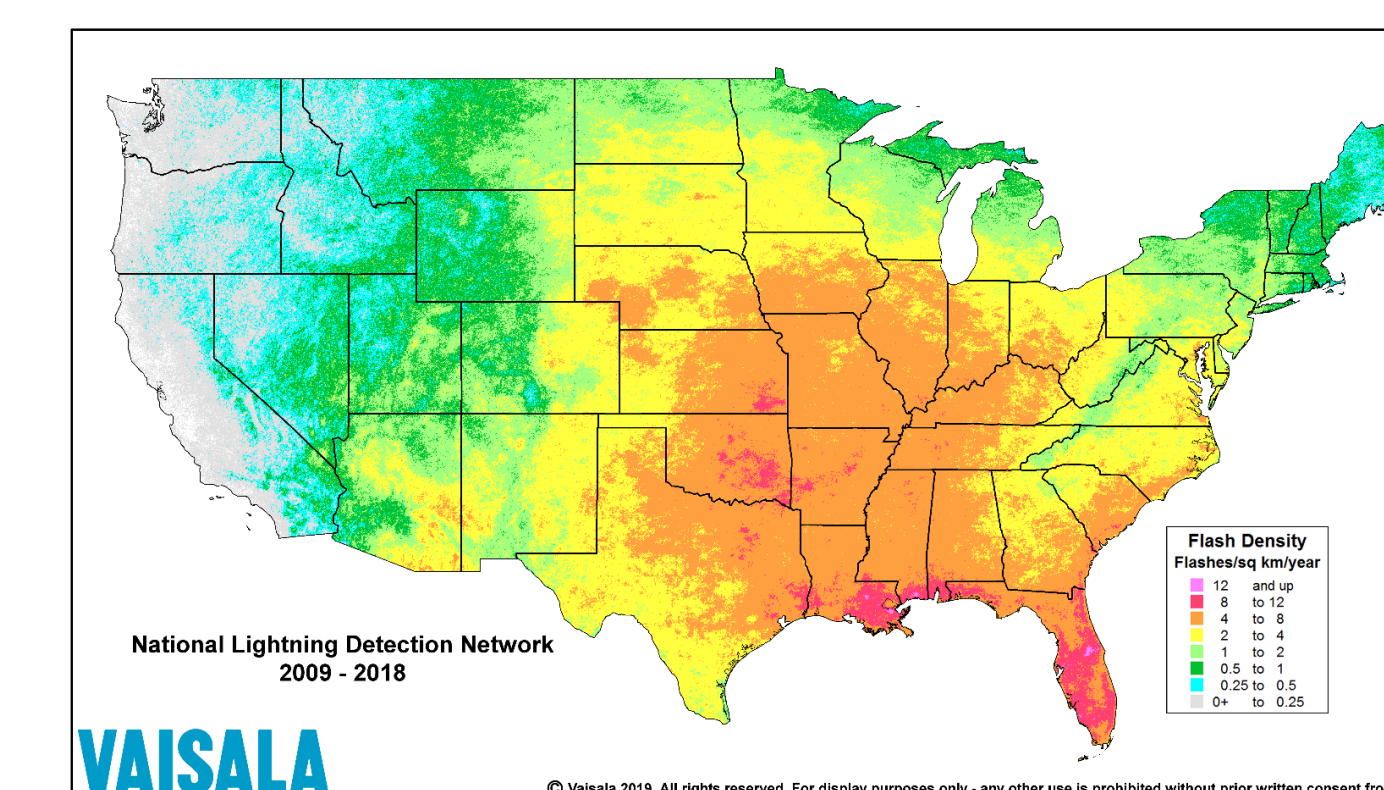 National Lightning Detection Network
2009 - 2018
Flash Density
Flashes/sq km/year
12 and up
8 to 12
4 to 8
2 to 4
1 to 2
0.5 to 1
0.25 to 0.5
0+ to 0.25
VAISALA
© Vaisala 2019. All rights reserved. For display purposes only - any other use is prohibited without prior written consent